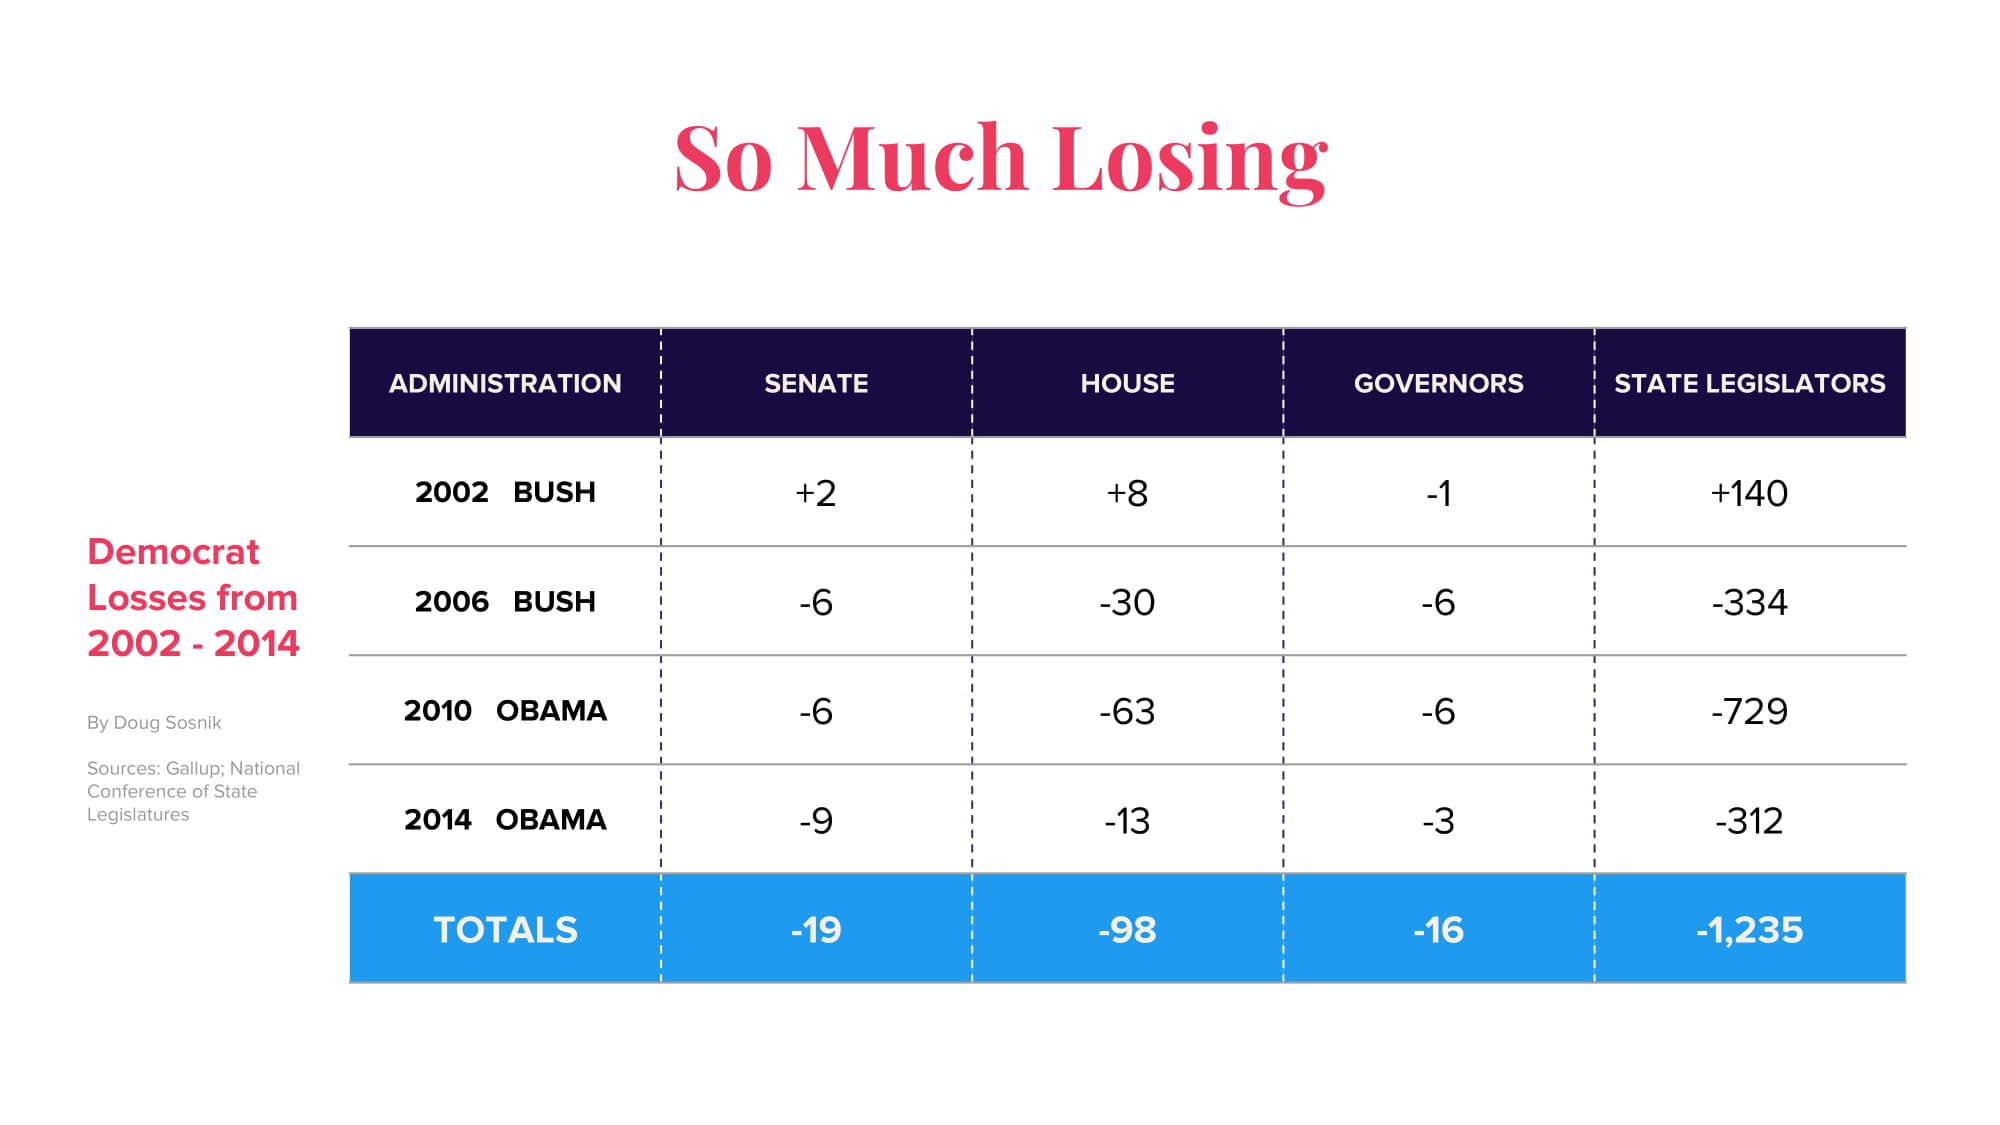 So Much Losing
Democrat
Losses from
2002 - 2014
By Doug Sosnik
Sources: Gallup; National
Conference of State
Legislatures
ADMINISTRATION SENATE HOUSE GOVERNORS STATE LEGISLATORS
2002 BUSH +2 +8 -1 +140
2006 BUSH -6 -30 -6 -334
2010 OBAMA -6 -63 -6 -729
2014 OBAMA -9 -13 -3 -312
TOTALS -19 -98 -16 -1,235